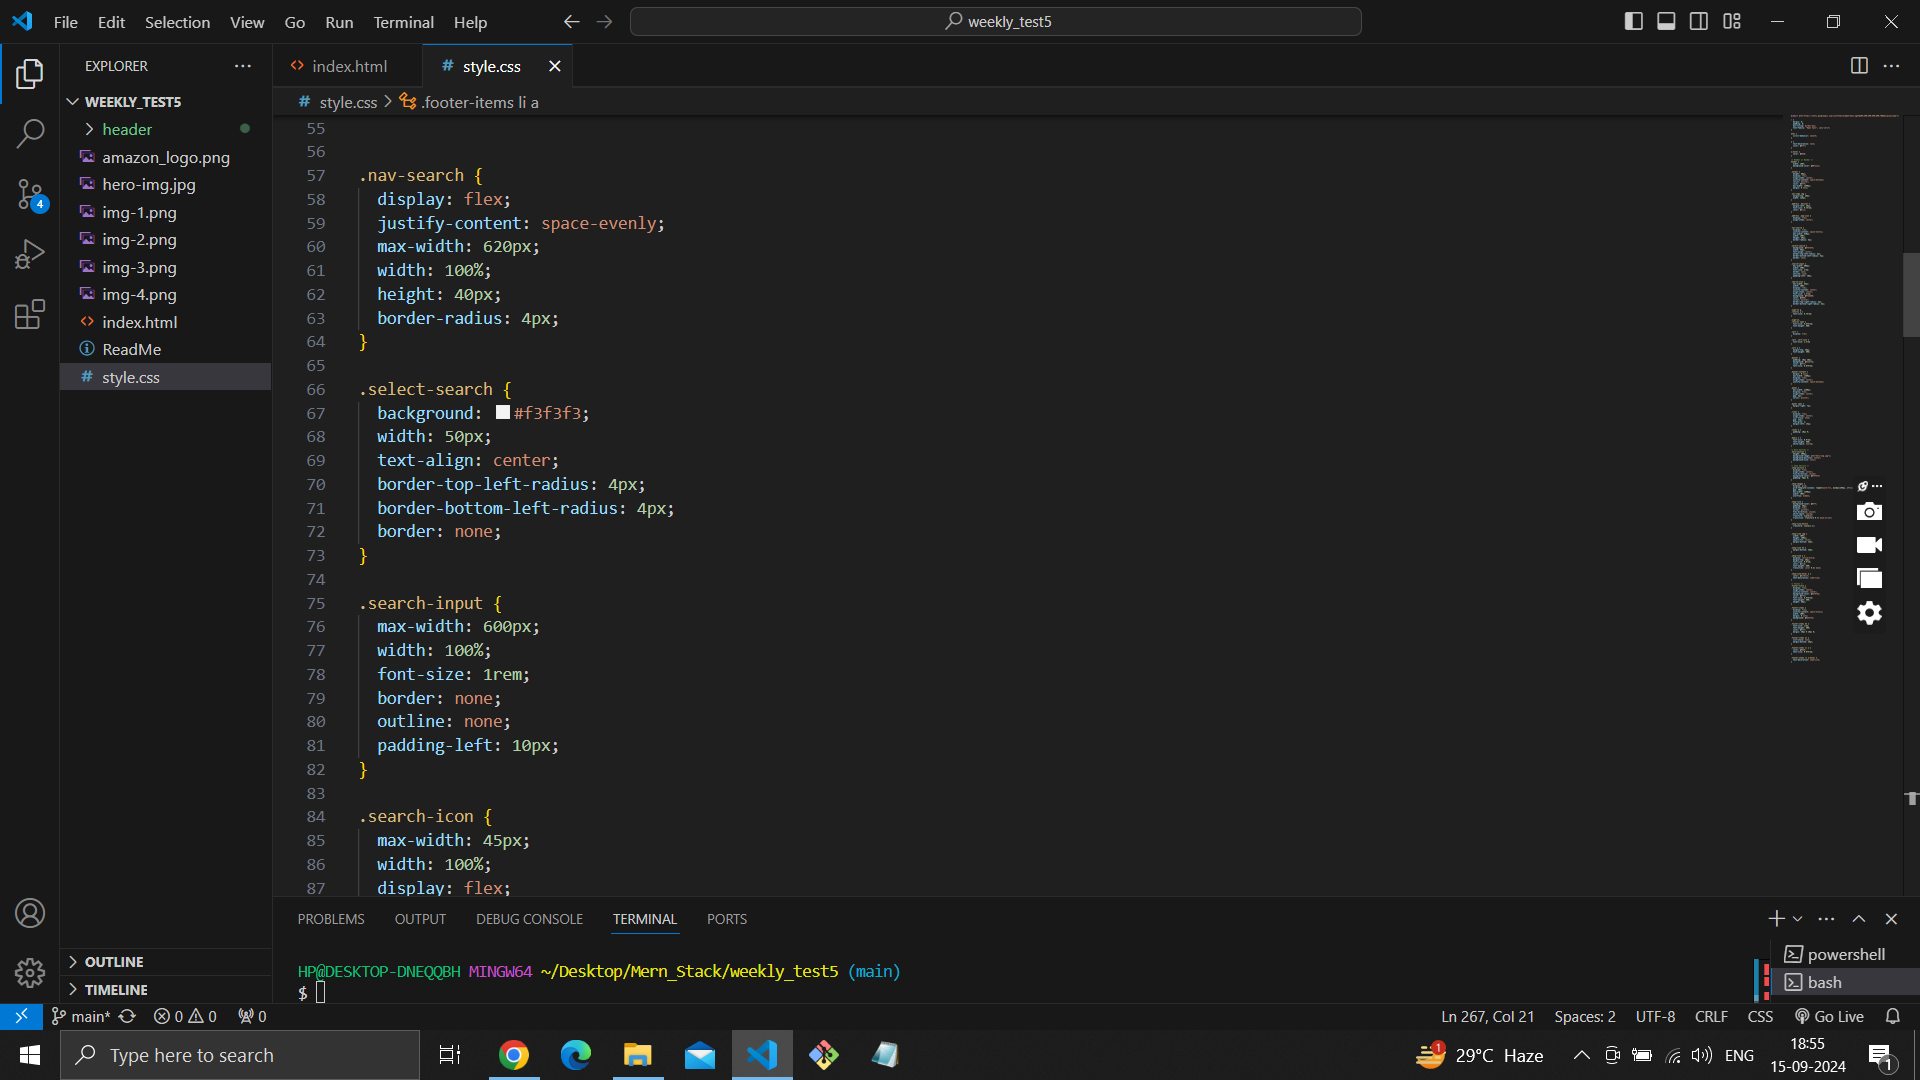 File Edit Selection View Go Run Terminal Help
weekly_test5
EXPLORER
WEEKLY_TEST5
header
amazon_logo.png
hero-img.jpg
img-1.png
img-2.png
img-3.png
img-4.png
index.html
ReadMe
style.css
OUTLINE
TIMELINE
4
index.html
style.css
style.css > .footer-items li a
55
56
57 .nav-search {
58 display: flex;
59 justify-content: space-evenly;
60 max-width: 620px;
61 width: 100%;
62 height: 40px;
63 border-radius: 4px;
64 }
65
66 .select-search {
67 background: #f3f3f3;
68 width: 50px;
69 text-align: center;
70 border-top-left-radius: 4px;
71 border-bottom-left-radius: 4px;
72 border: none;
73 }
74
75 .search-input {
76 max-width: 600px;
77 width: 100%;
78 font-size: 1rem;
79 border: none;
80 outline: none;
81 padding-left: 10px;
82 }
83
84 .search-icon {
85 max-width: 45px;
86 width: 100%;
87 display: flex;
PROBLEMS OUTPUT DEBUG CONSOLE TERMINAL PORTS
HP@DESKTOP-DNEQQBH MINGW64 ~/Desktop/Mern_Stack/weekly_test5 (main)
$
powershell
bash
main* 0 0 0
Ln 267, Col 21 Spaces: 2 UTF-8 CRLF CSS Go Live
Type here to search
1
29°C Haze
ENG
18:55
15-09-2024
1